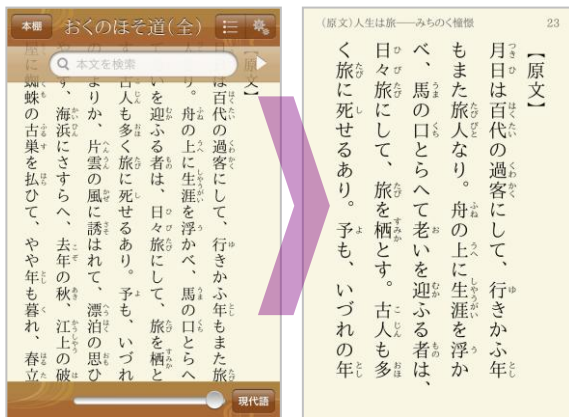 本棚
おくのほそ道(全)
本文を検索
文】
日は百代の過客にして、行きかふ年もまた旅
り。舟の上に生涯を浮かべ、馬の口とらへ
いを迎ふる者は、日々旅にして、旅を栖と
古人も多く旅に死せるあり。予も、いづれ
よりか、片雲の風に誘はれて、漂泊の思ひ
ず、海浜にさすらへ、去年の秋、江上の破
屋に蜘蛛の古巣を払ひて、やや年も暮れ、春立
現代語
(原文)人生は旅──みちのく憧憬
23
【原文】
月日は百代の過客にして、行きかふ年
もまた旅人なり。舟の上に生涯を浮か
べ、馬の口とらへて老いを迎ふる者は、
日々旅にして、旅を栖とす。古人も多
く旅に死せるあり。予も、いづれの年